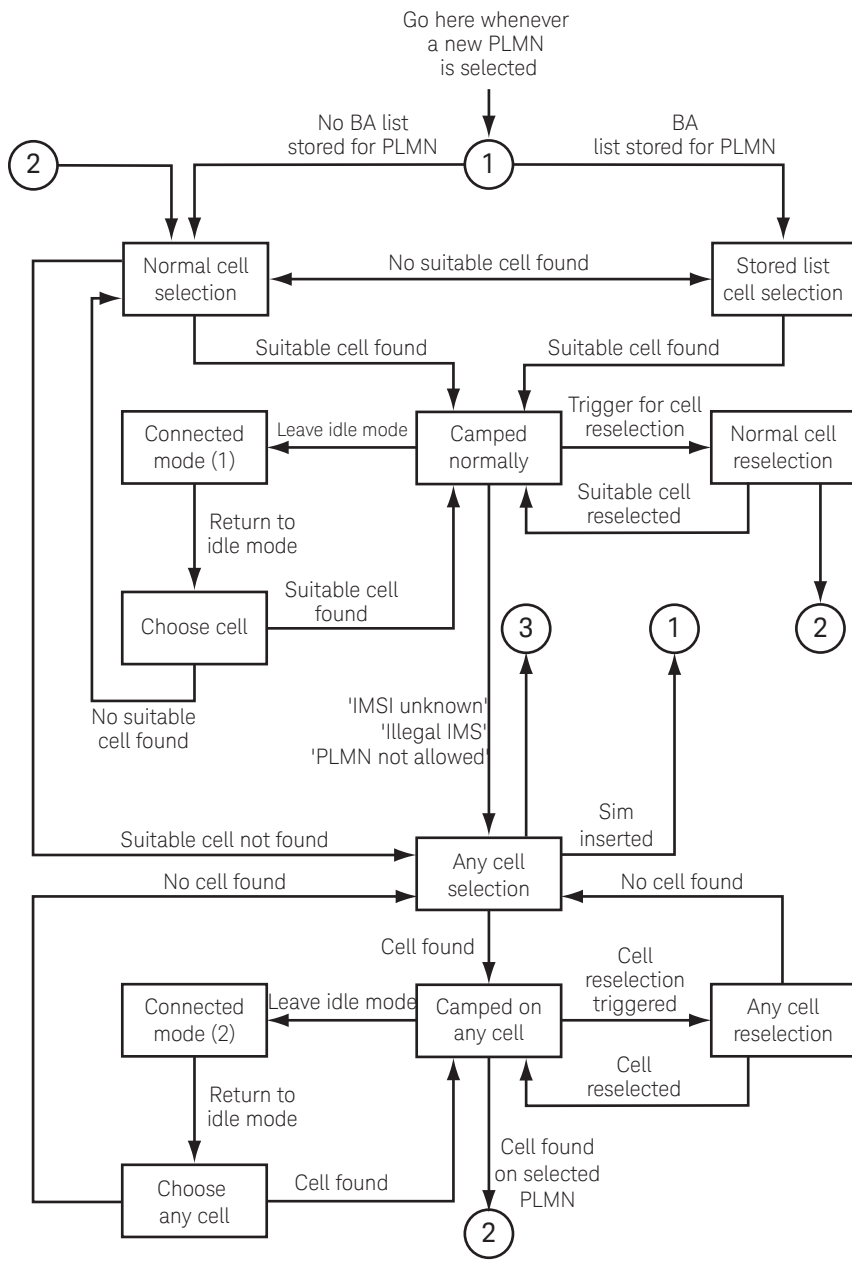 Go here whenever
a new PLMN
is selected
No BA list
stored for PLMN
BA
list stored for PLMN
2
1
Normal cell
selection
No suitable cell found
Stored list
cell selection
Suitable cell found
Suitable cell found
Connected
mode (1)
Leave idle mode
Camped
normally
Trigger for cell
reselection
Normal cell
reselection
Suitable cell
reselected
Return to
idle mode
Choose cell
Suitable cell
found
3
1
2
No suitable
cell found
'IMSI unknown'
'Illegal IMS'
'PLMN not allowed'
Sim
inserted
Suitable cell not found
Any cell
selection
No cell found
No cell found
Cell found
Connected
mode (2)
Leave idle mode
Camped on
any cell
Cell
reselection
triggered
Any cell
reselection
Cell
reselected
Return to
idle mode
Choose
any cell
Cell found
Cell found
on selected
PLMN
2